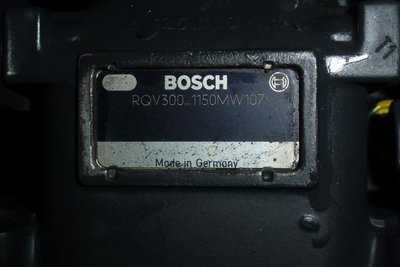 BOSCH
RQV300...1150MW107
Made in Germany